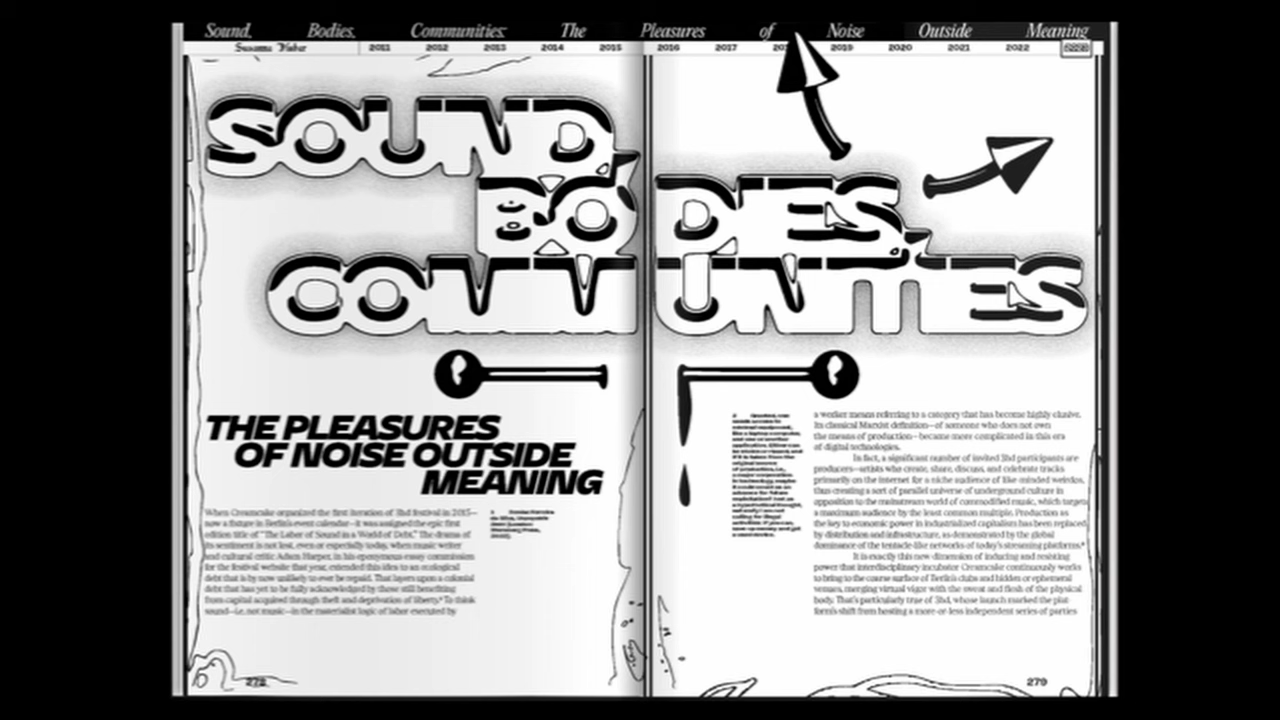 Sound, Bodies, Communities: The Pleasures of Noise Outside Meaning
2011 2012 2013 2014 2015 2016 2017 2019 2020 2021 2022
SOUND,
BODIES,
COMMUNITIES
THE PLEASURES
OF NOISE OUTSIDE
MEANING
When Creamcake organized the first iteration of 3hd festival in 2015—
now a fixture in Berlin's event calendar—it was assigned the epic first
edition title of "The Labor of Sound in a World of Debt." The drama of
its sentiment is not lost, even or especially today, when music writer
and cultural critic Adam Harper, in his eponymous essay commission
for the festival website that year, extended this idea to an ecological
debt that is by now unlikely to ever be repaid. That layers upon a colonial
debt that has yet to be fully acknowledged by those still benefiting
from capital acquired through theft and deprivation of liberty. To think
sound—i.e. not music—in the materialist logic of labor executed by
278
a worker means referring to a category that has become highly elusive.
Its classical Marxist definition—of someone who does not own
the means of production—became more complicated in this era
of digital technologies.
In fact, a significant number of invited 3hd participants are
producers—artists who create, share, discuss, and celebrate tracks
primarily on the internet for a niche audience of like-minded weirdos,
thus creating a sort of parallel universe of underground culture in
opposition to the mainstream world of commodified music, which targets
a maximum audience by the least common multiple. Production as
the key to economic power in industrialized capitalism has been replaced
by distribution and infrastructure, as demonstrated by the global
dominance of the tentacle-like networks of today's streaming platforms.
It is exactly this new dimension of inducing and resisting
power that interdisciplinary incubator Creamcake continuously works
to bring to the coarse surface of Berlin's clubs and hidden or ephemeral
venues, merging virtual vigor with the sweat and flesh of the physical
body. That's particularly true of 3hd, whose launch marked the plat-
form's shift from hosting a more-or-less independent series of parties
279